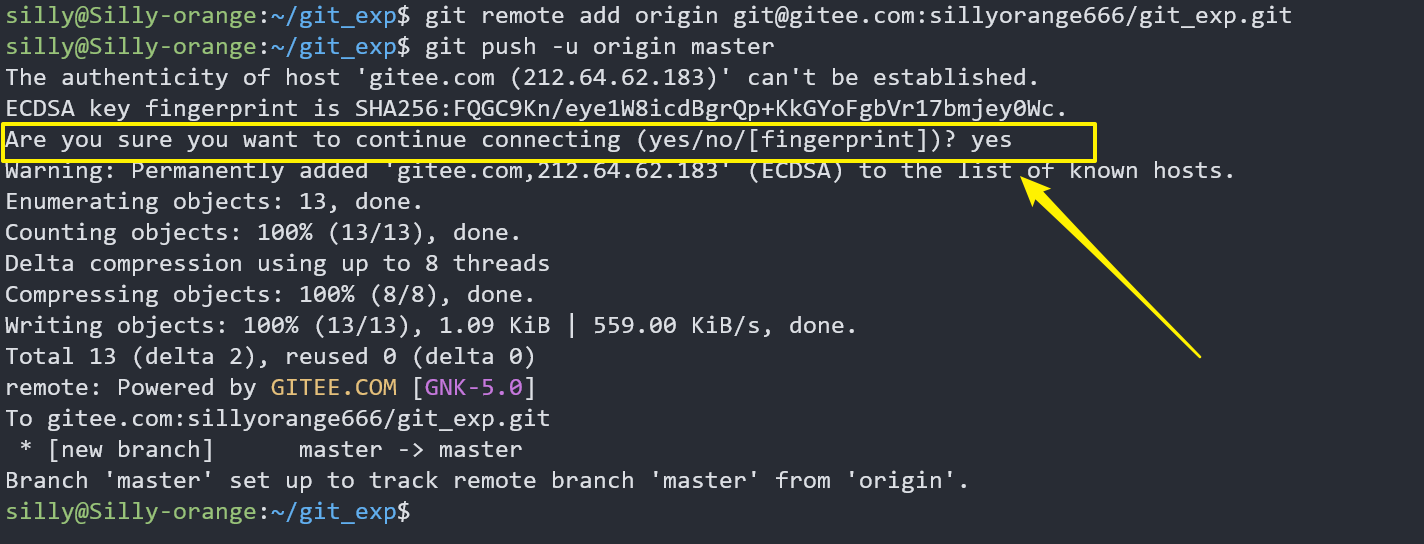 silly@Silly-orange:~/git_exp$ git remote add origin git@gitee.com:sillyorange666/git_exp.git
silly@Silly-orange:~/git_exp$ git push -u origin master
The authenticity of host 'gitee.com (212.64.62.183)' can't be established.
ECDSA key fingerprint is SHA256:FQGC9Kn/eye1W8icdBgrQp+KkGYoFgbVr17bmjey0Wc.
Are you sure you want to continue connecting (yes/no/[fingerprint])? yes
Warning: Permanently added 'gitee.com,212.64.62.183' (ECDSA) to the list of known hosts.
Enumerating objects: 13, done.
Counting objects: 100% (13/13), done.
Delta compression using up to 8 threads
Compressing objects: 100% (8/8), done.
Writing objects: 100% (13/13), 1.09 KiB | 559.00 KiB/s, done.
Total 13 (delta 2), reused 0 (delta 0)
remote: Powered by GITEE.COM [GNK-5.0]
To gitee.com:sillyorange666/git_exp.git
 * [new branch]      master -> master
Branch 'master' set up to track remote branch 'master' from 'origin'.
silly@Silly-orange:~/git_exp$